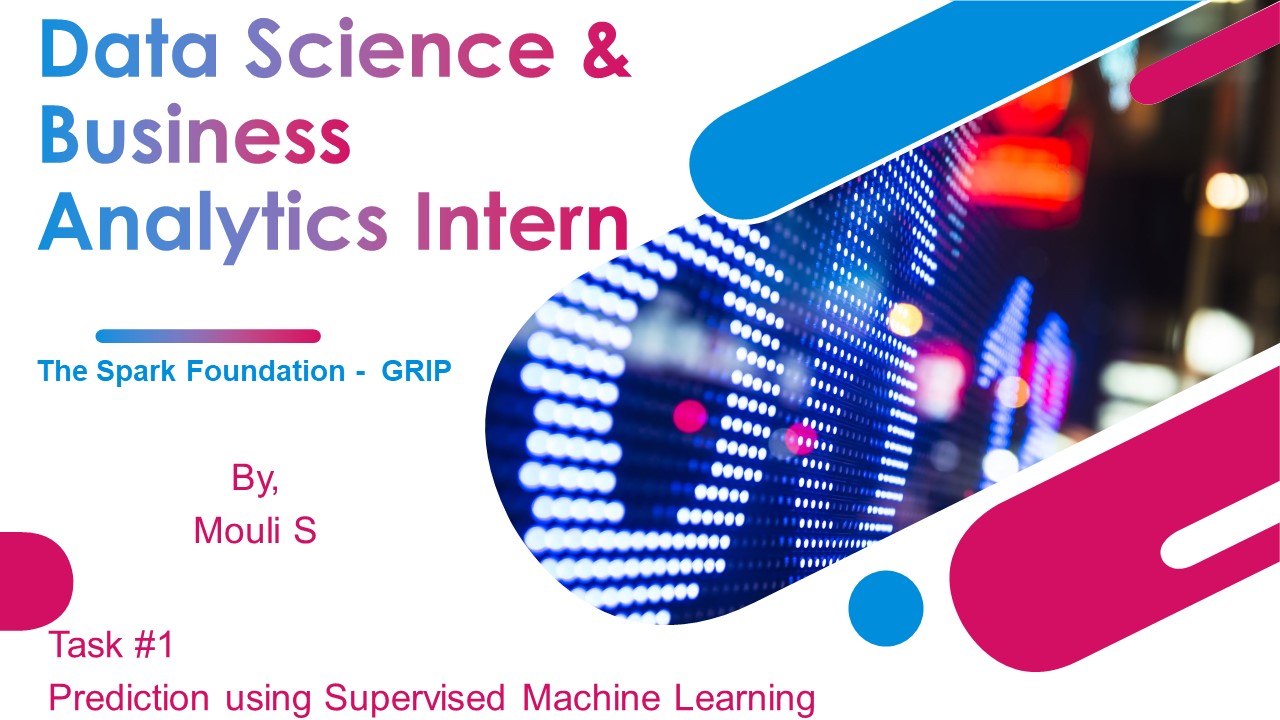 Data Science &
Business
Analytics Intern
The Spark Foundation - GRIP
By,
Mouli S
Task #1
Prediction using Supervised Machine Learning